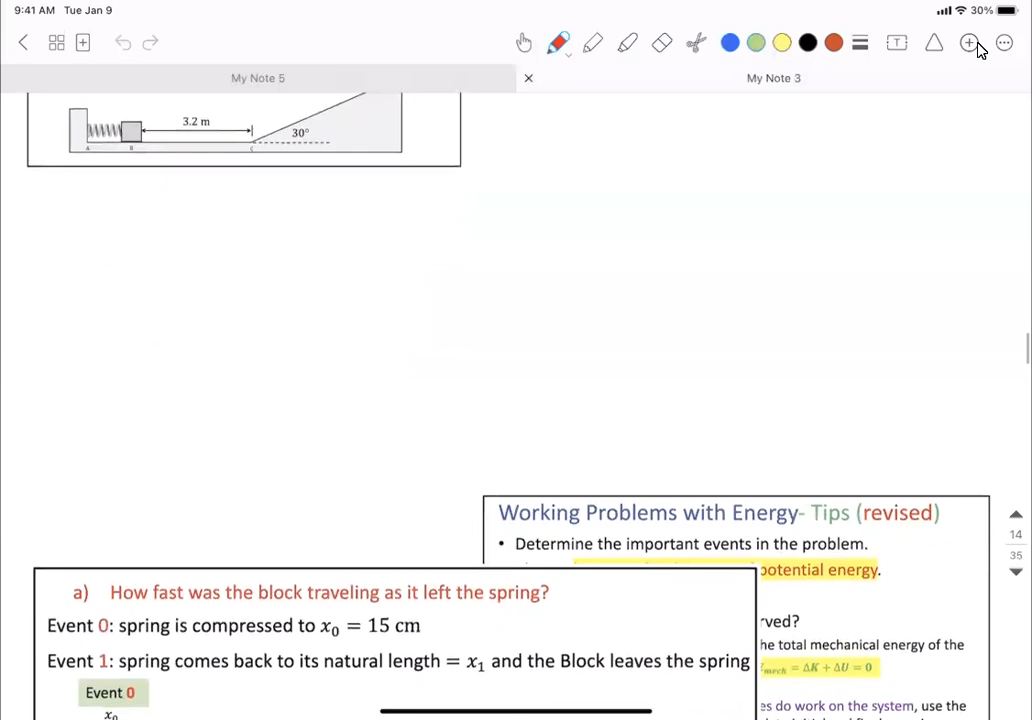 9:41 AM Tue Jan 9
30%
My Note 5
My Note 3
3.2 m
30°
A
B
C
Working Problems with Energy- Tips (revised)
• Determine the important events in the problem.
potential energy.
14
35
a) How fast was the block traveling as it left the spring?
Event 0: spring is compressed to x₀ = 15 cm
rved?
he total mechanical energy of the
Event 1: spring comes back to its natural length = x₁ and the Block leaves the spring
mech = ΔK + ΔU = 0
Event 0
es do work on the system, use the
x₀